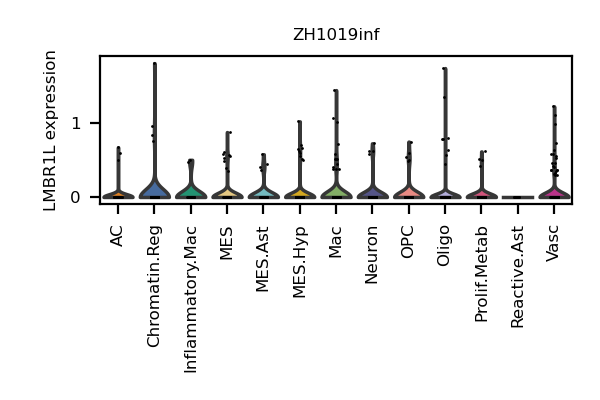 ZH1019inf
LMBR1L expression
1
0
AC
Chromatin.Reg
Inflammatory.Mac
MES
MES.Ast
MES.Hyp
Mac
Neuron
OPC
Oligo
Prolif.Metab
Reactive.Ast
Vasc